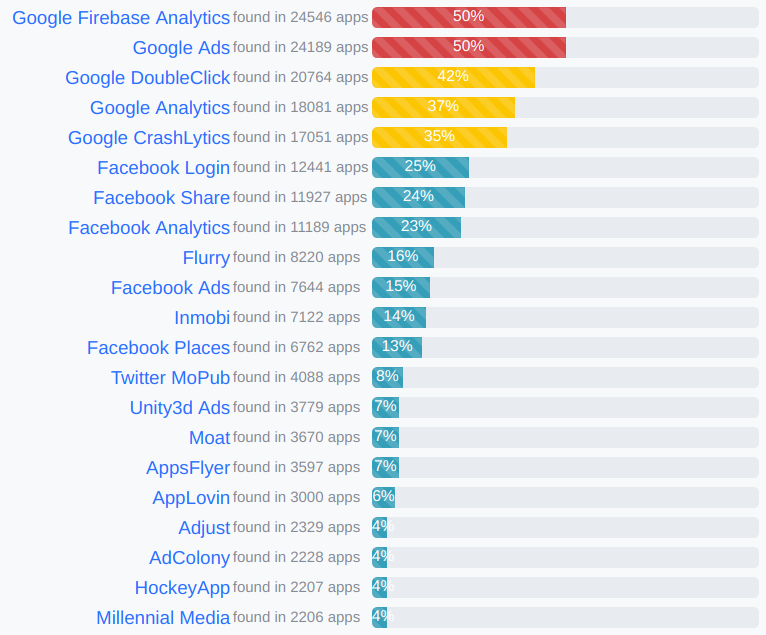 Google Firebase Analytics found in 24546 apps 50%
Google Ads found in 24189 apps 50%
Google DoubleClick found in 20764 apps 42%
Google Analytics found in 18081 apps 37%
Google CrashLytics found in 17051 apps 35%
Facebook Login found in 12441 apps 25%
Facebook Share found in 11927 apps 24%
Facebook Analytics found in 11189 apps 23%
Flurry found in 8220 apps 16%
Facebook Ads found in 7644 apps 15%
Inmobi found in 7122 apps 14%
Facebook Places found in 6762 apps 13%
Twitter MoPub found in 4088 apps 8%
Unity3d Ads found in 3779 apps 7%
Moat found in 3670 apps 7%
AppsFlyer found in 3597 apps 7%
AppLovin found in 3000 apps 6%
Adjust found in 2329 apps 4%
AdColony found in 2228 apps 4%
HockeyApp found in 2207 apps 4%
Millennial Media found in 2206 apps 4%